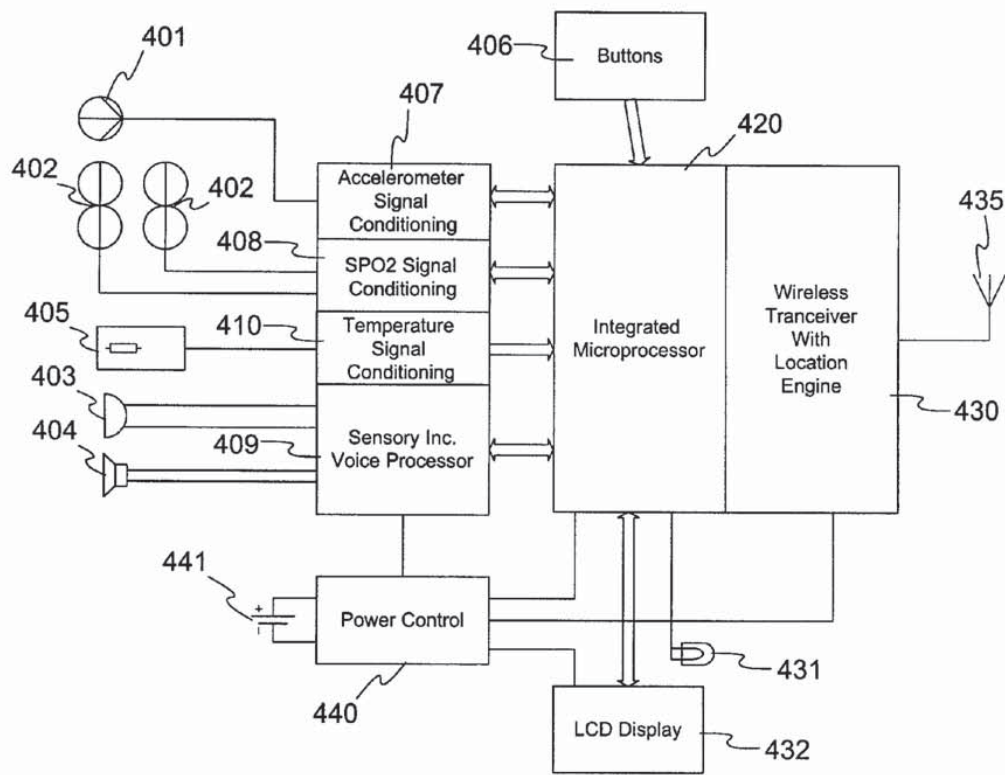 401
406
Buttons
407
420
402
402
Accelerometer
Signal
Conditioning
435
408
SPO2 Signal
Conditioning
405
410
Temperature
Signal
Conditioning
Integrated
Microprocessor
Wireless
Tranceiver
With
Location
Engine
403
430
404
409
Sensory Inc.
Voice Processor
441
+
-
Power Control
431
440
LCD Display
432